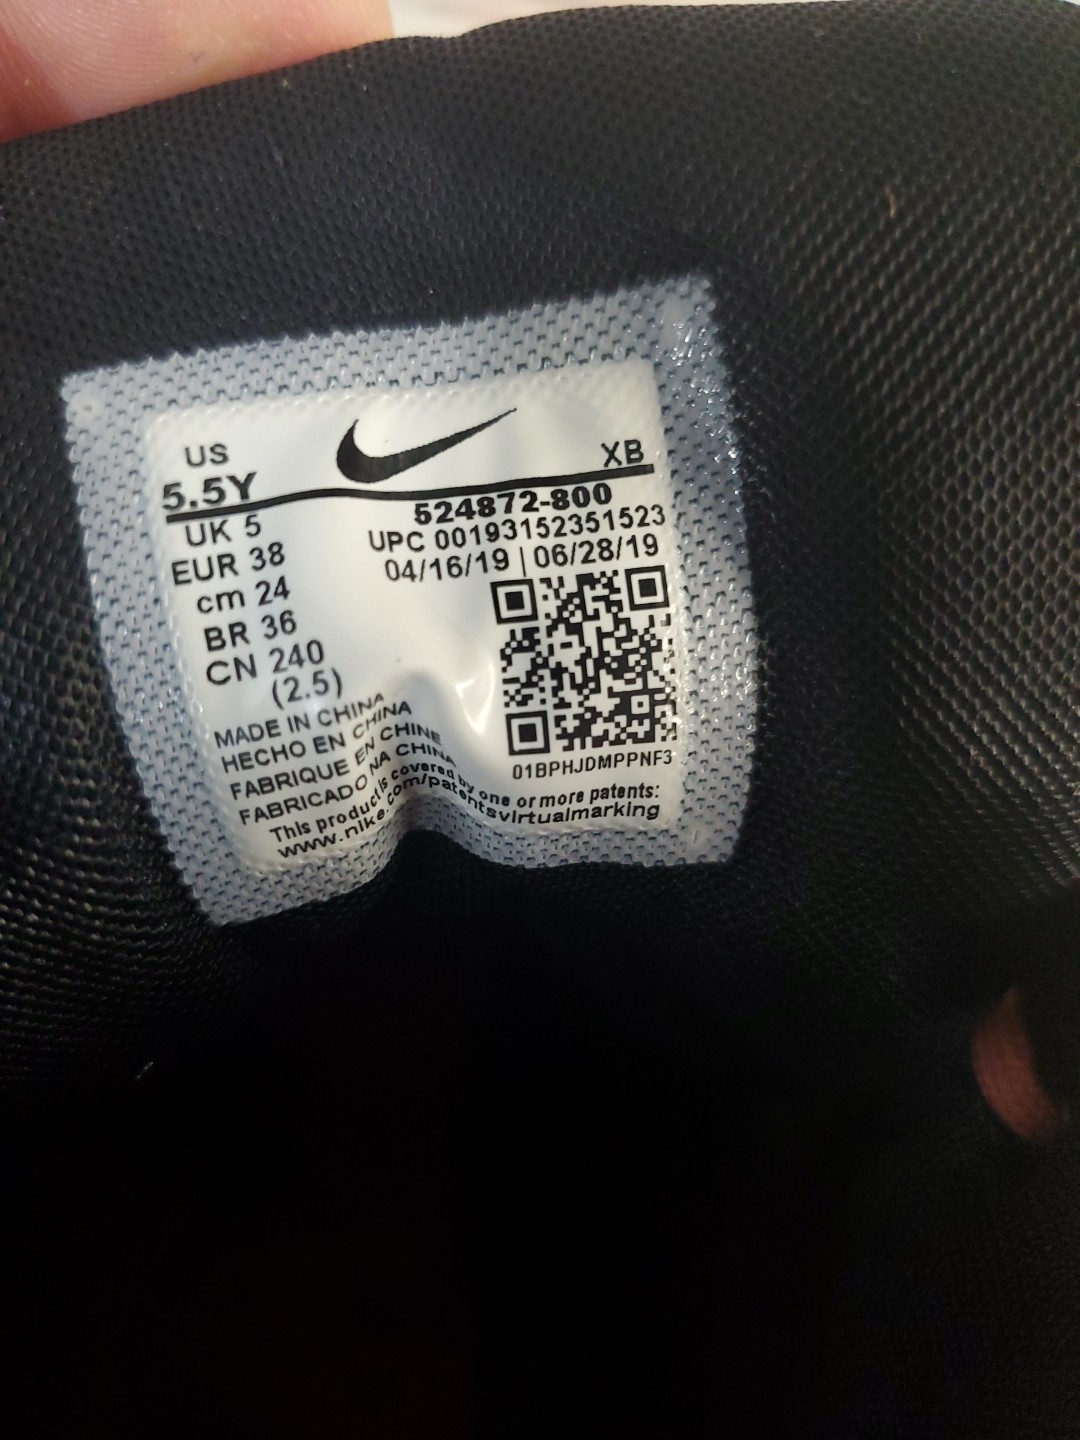 US
5.5Y
UK 5
EUR 38
cm 24
BR 36
CN 240
(2.5)
XB
524872-800
UPC 00193152351523
04/16/19 | 06/28/19
01BPHJDMPPNF3
MADE IN CHINA
HECHO EN CHINA
FABRIQUE EN CHINE
FABRICADO NA CHINA
This product is covered by one or more patents:
www.nike.com/patentsvirtualmarking